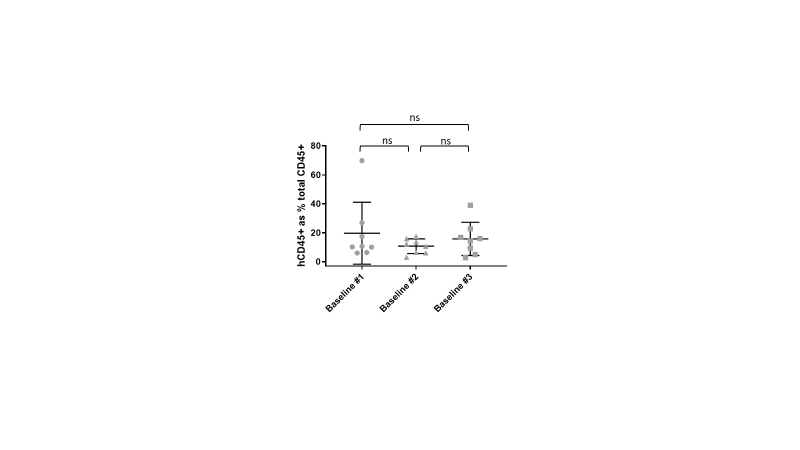 ns
ns
ns
hCD45+ as % total CD45+
80
60
40
20
0
Baseline #1
Baseline #2
Baseline #3